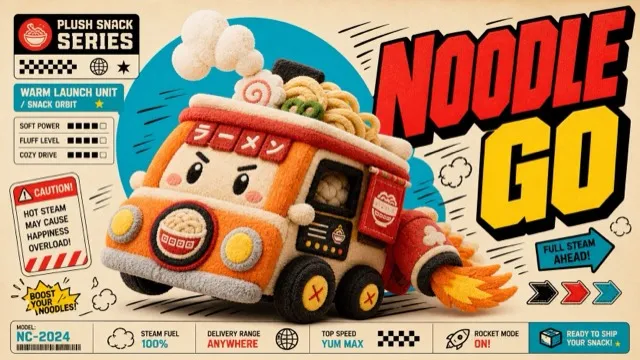 PLUSH SNACK
SERIES
WARM LAUNCH UNIT
/ SNACK ORBIT
SOFT POWER
FLUFF LEVEL
COZY DRIVE
CAUTION!
HOT STEAM
MAY CAUSE
HAPPINESS
OVERLOAD!
BOOST
YOUR
NOODLES!
ラーメン
NOODLE
GO
FULL STEAM
AHEAD!
MODEL:
NC-2024
STEAM FUEL
100%
DELIVERY RANGE
ANYWHERE
TOP SPEED
YUM MAX
ROCKET MODE
ON!
READY TO SHIP
YOUR SNACK!